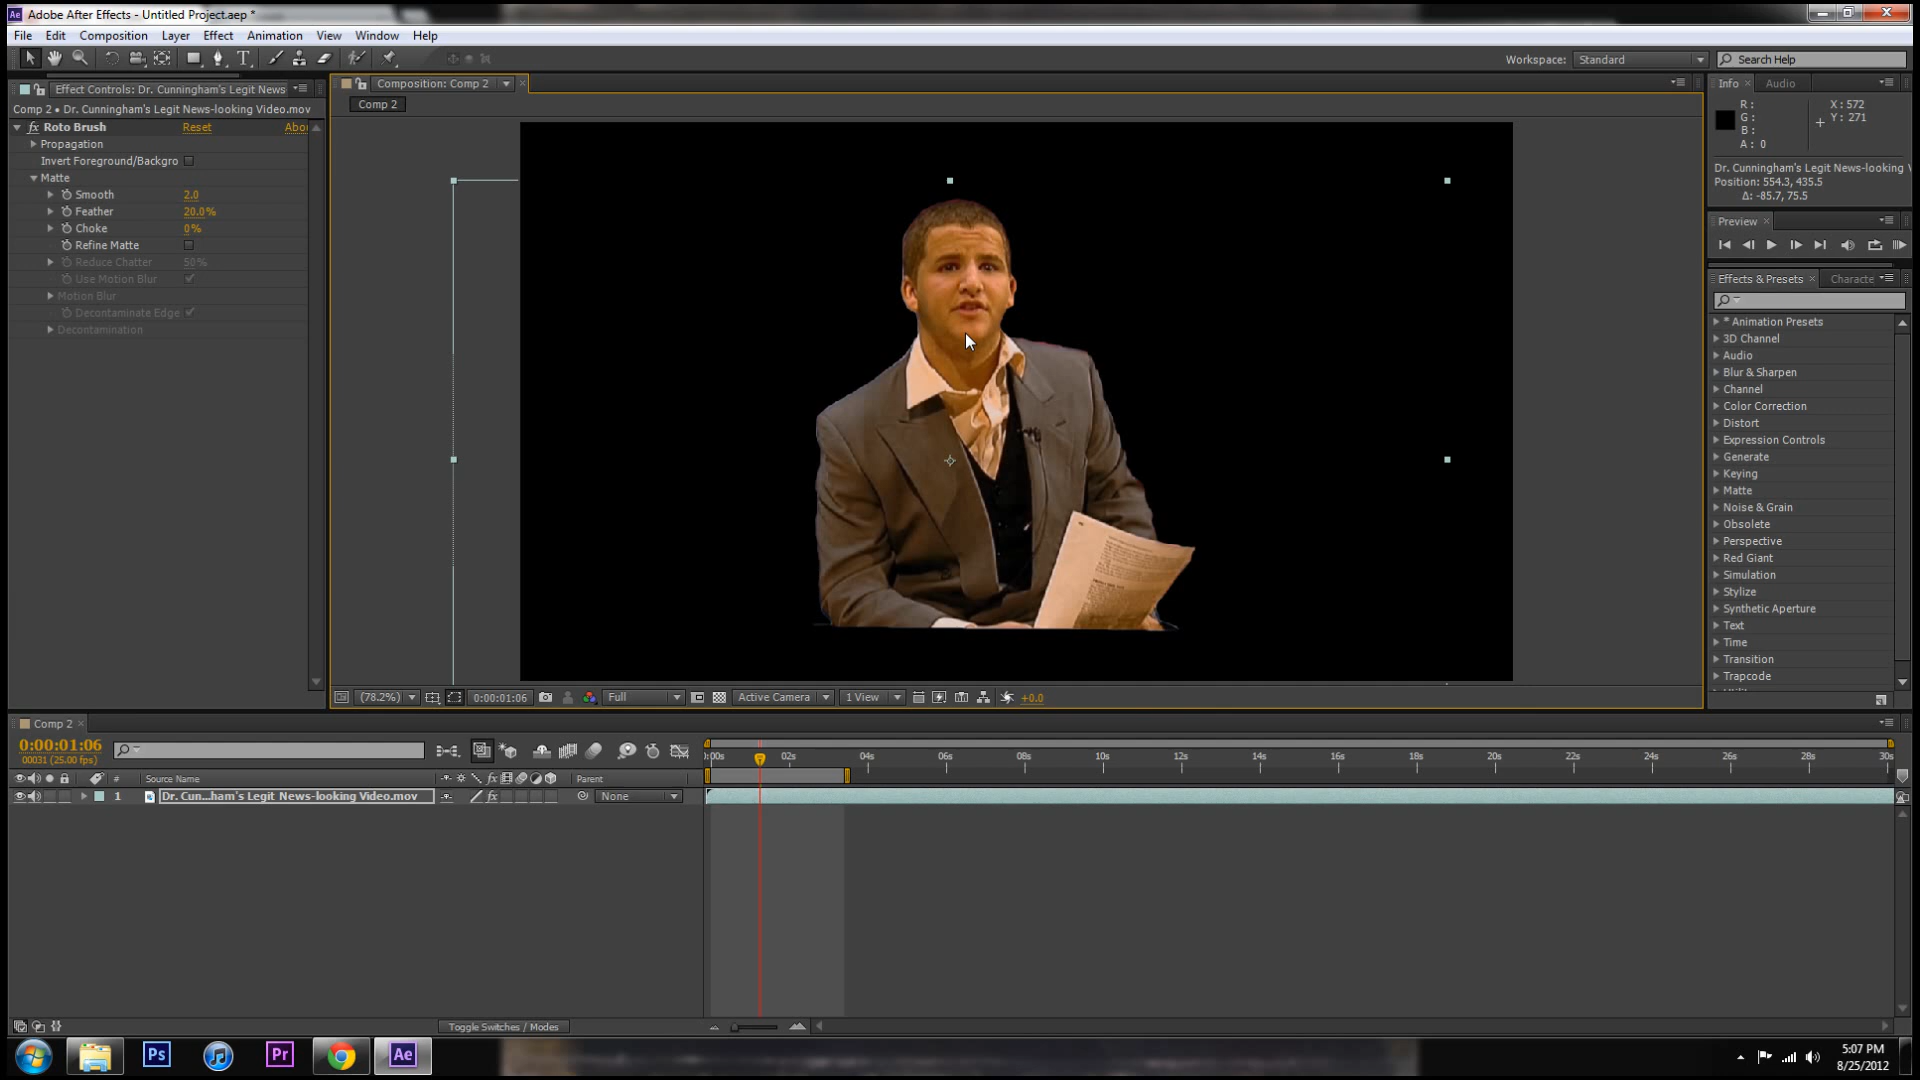 Adobe After Effects - Untitled Project.aep *
File Edit Composition Layer Effect Animation View Window Help
Workspace: Standard Search Help
Effect Controls: Dr. Cunningham's Legit News
Comp 2 • Dr. Cunningham's Legit News-looking Video.mov
fx Roto Brush Reset Abo
Propagation
Invert Foreground/Backgro
Matte
Smooth 2.0
Feather 20.0%
Choke 0%
Refine Matte
Reduce Chatter 50%
Use Motion Blur
Motion Blur
Decontaminate Edge
Decontamination
Composition: Comp 2
Comp 2
(78.2%) 0:00:01:06 Full Active Camera 1 View +0.0
Info Audio
R: X: 572
G: Y: 271
B:
A: 0
Dr. Cunningham's Legit News-looking V
Position: 554.3, 435.5
Δ: -85.7, 75.5
Preview
Effects & Presets Characte
* Animation Presets
3D Channel
Audio
Blur & Sharpen
Channel
Color Correction
Distort
Expression Controls
Generate
Keying
Matte
Noise & Grain
Obsolete
Perspective
Red Giant
Simulation
Stylize
Synthetic Aperture
Text
Time
Transition
Trapcode
Comp 2
0:00:01:06
00031 (25.00 fps)
:00s 02s 04s 06s 08s 10s 12s 14s 16s 18s 20s 22s 24s 26s 28s 30s
# Source Name fx Parent
1 Dr. Cun...ham's Legit News-looking Video.mov fx None
Toggle Switches / Modes
Ps Pr Ae
5:07 PM
8/25/2012